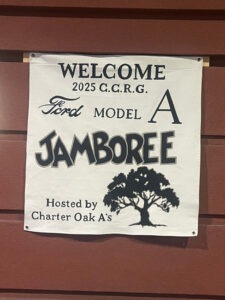 WELCOME
2025 C.C.R.G.
Ford MODEL A
JAMBOREE
Hosted by
Charter Oak A's